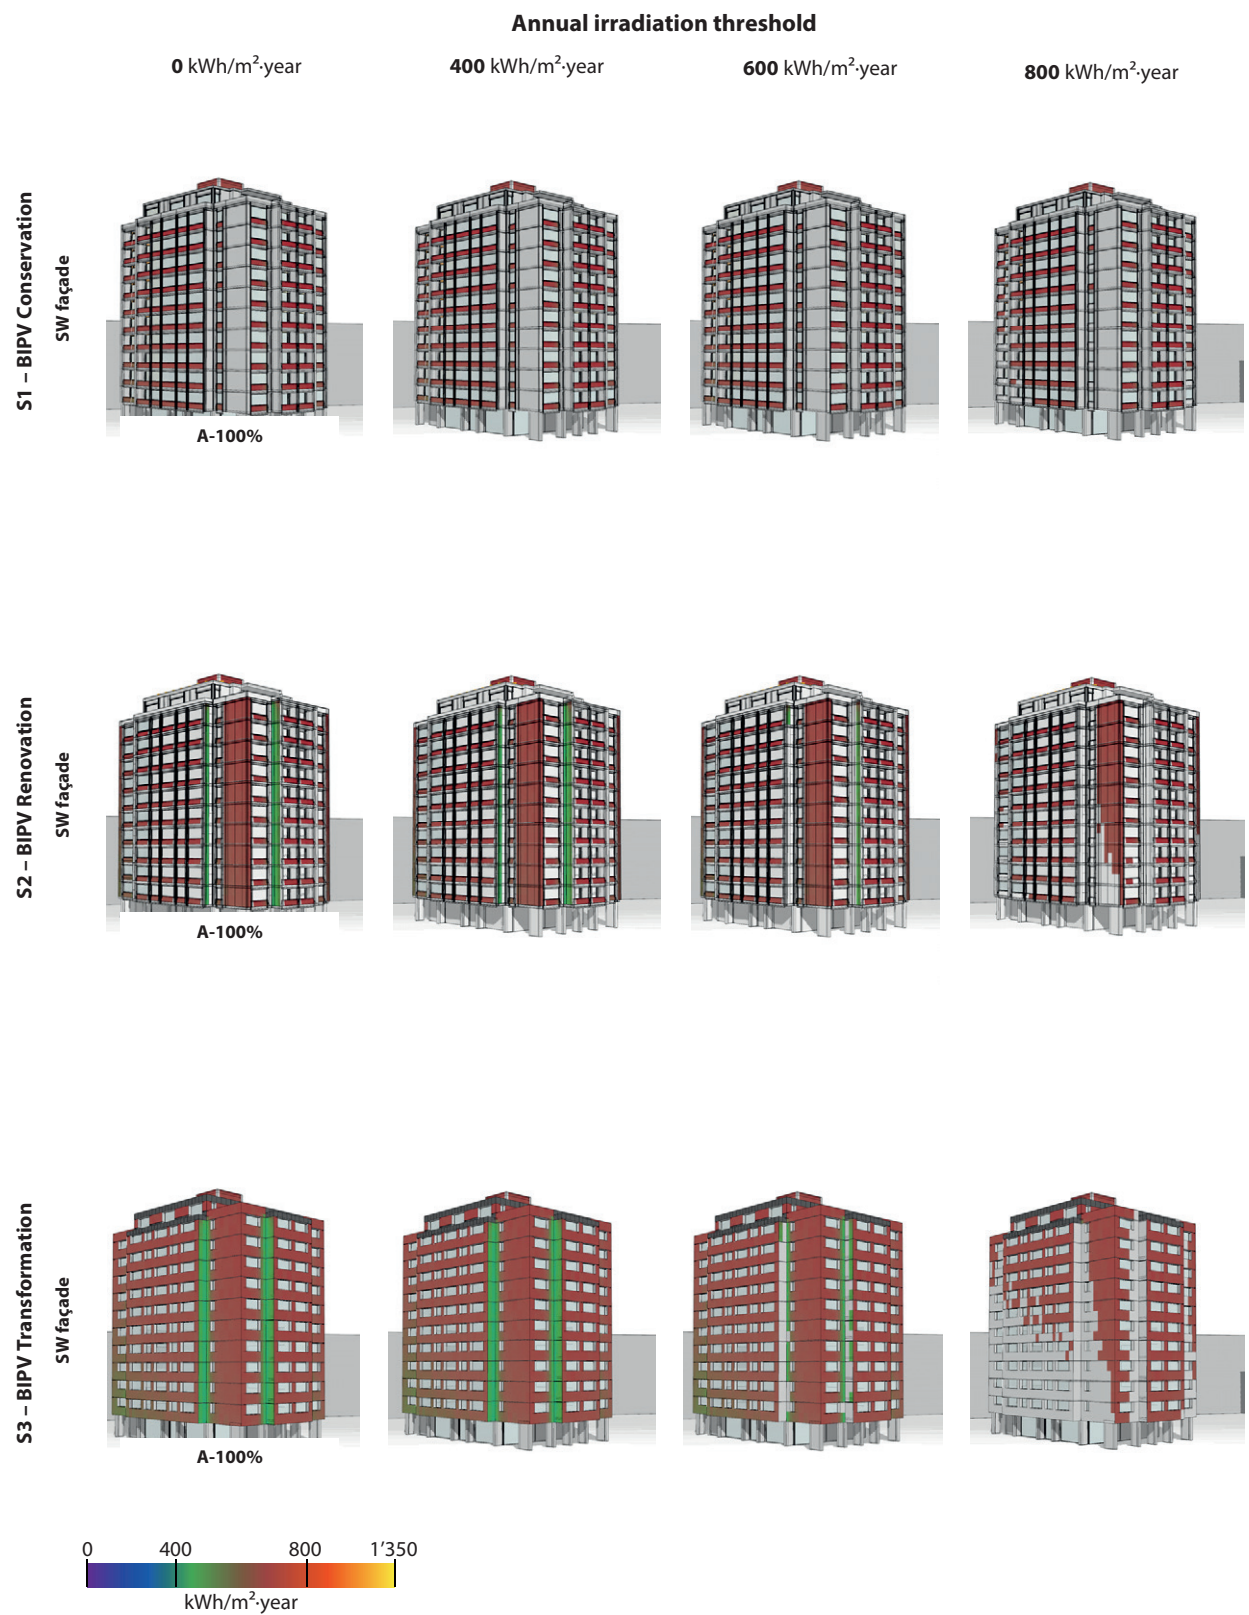 Annual irradiation threshold
0 kWh/m²·year
400 kWh/m²·year
600 kWh/m²·year
800 kWh/m²·year
S1 – BIPV Conservation
SW façade
A-100%
S2 – BIPV Renovation
SW façade
A-100%
S3 – BIPV Transformation
SW façade
A-100%
0 400 800 1’350
kWh/m²·year